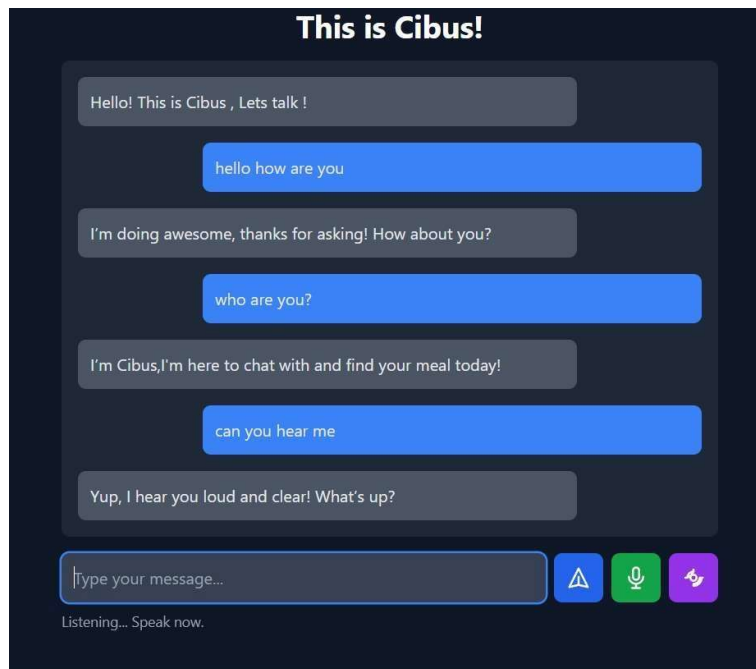 This is Cibus!
Hello! This is Cibus , Lets talk !
hello how are you
I'm doing awesome, thanks for asking! How about you?
who are you?
I'm Cibus,I'm here to chat with and find your meal today!
can you hear me
Yup, I hear you loud and clear! What's up?
Type your message...
Listening... Speak now.